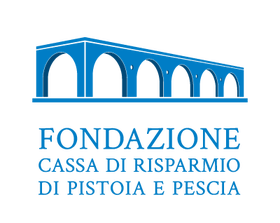 FONDAZIONE
CASSA DI RISPARMIO
DI PISTOIA E PESCIA